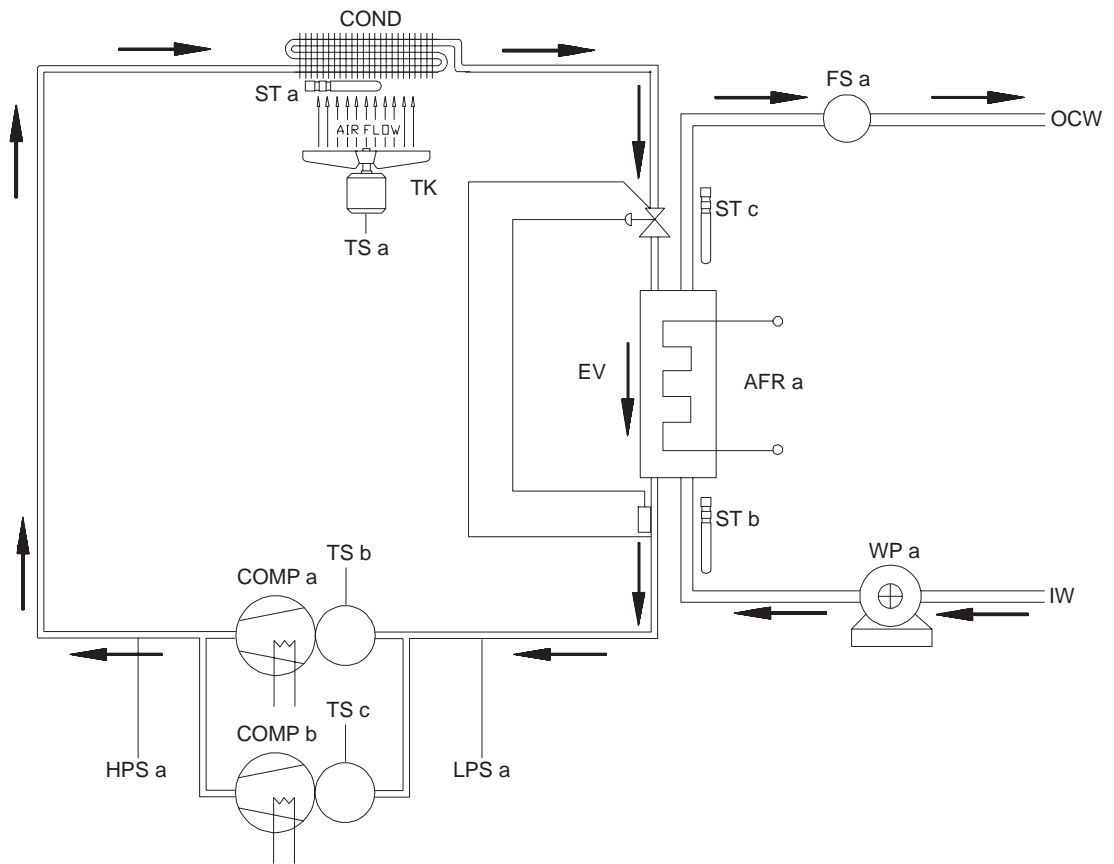 COND
FS a
OCW
ST a
AIR FLOW
TK
TS a
ST c
EV
AFR a
ST b
WP a
IW
TS b
COMP a
TS c
COMP b
HPS a
LPS a